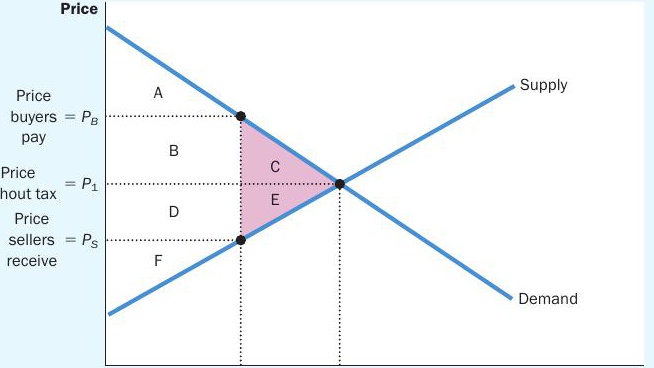 Price
A
Supply
Price
buyers = P_B
pay
B
C
Price
hout tax = P_1
E
D
Price
sellers = P_S
receive
F
Demand